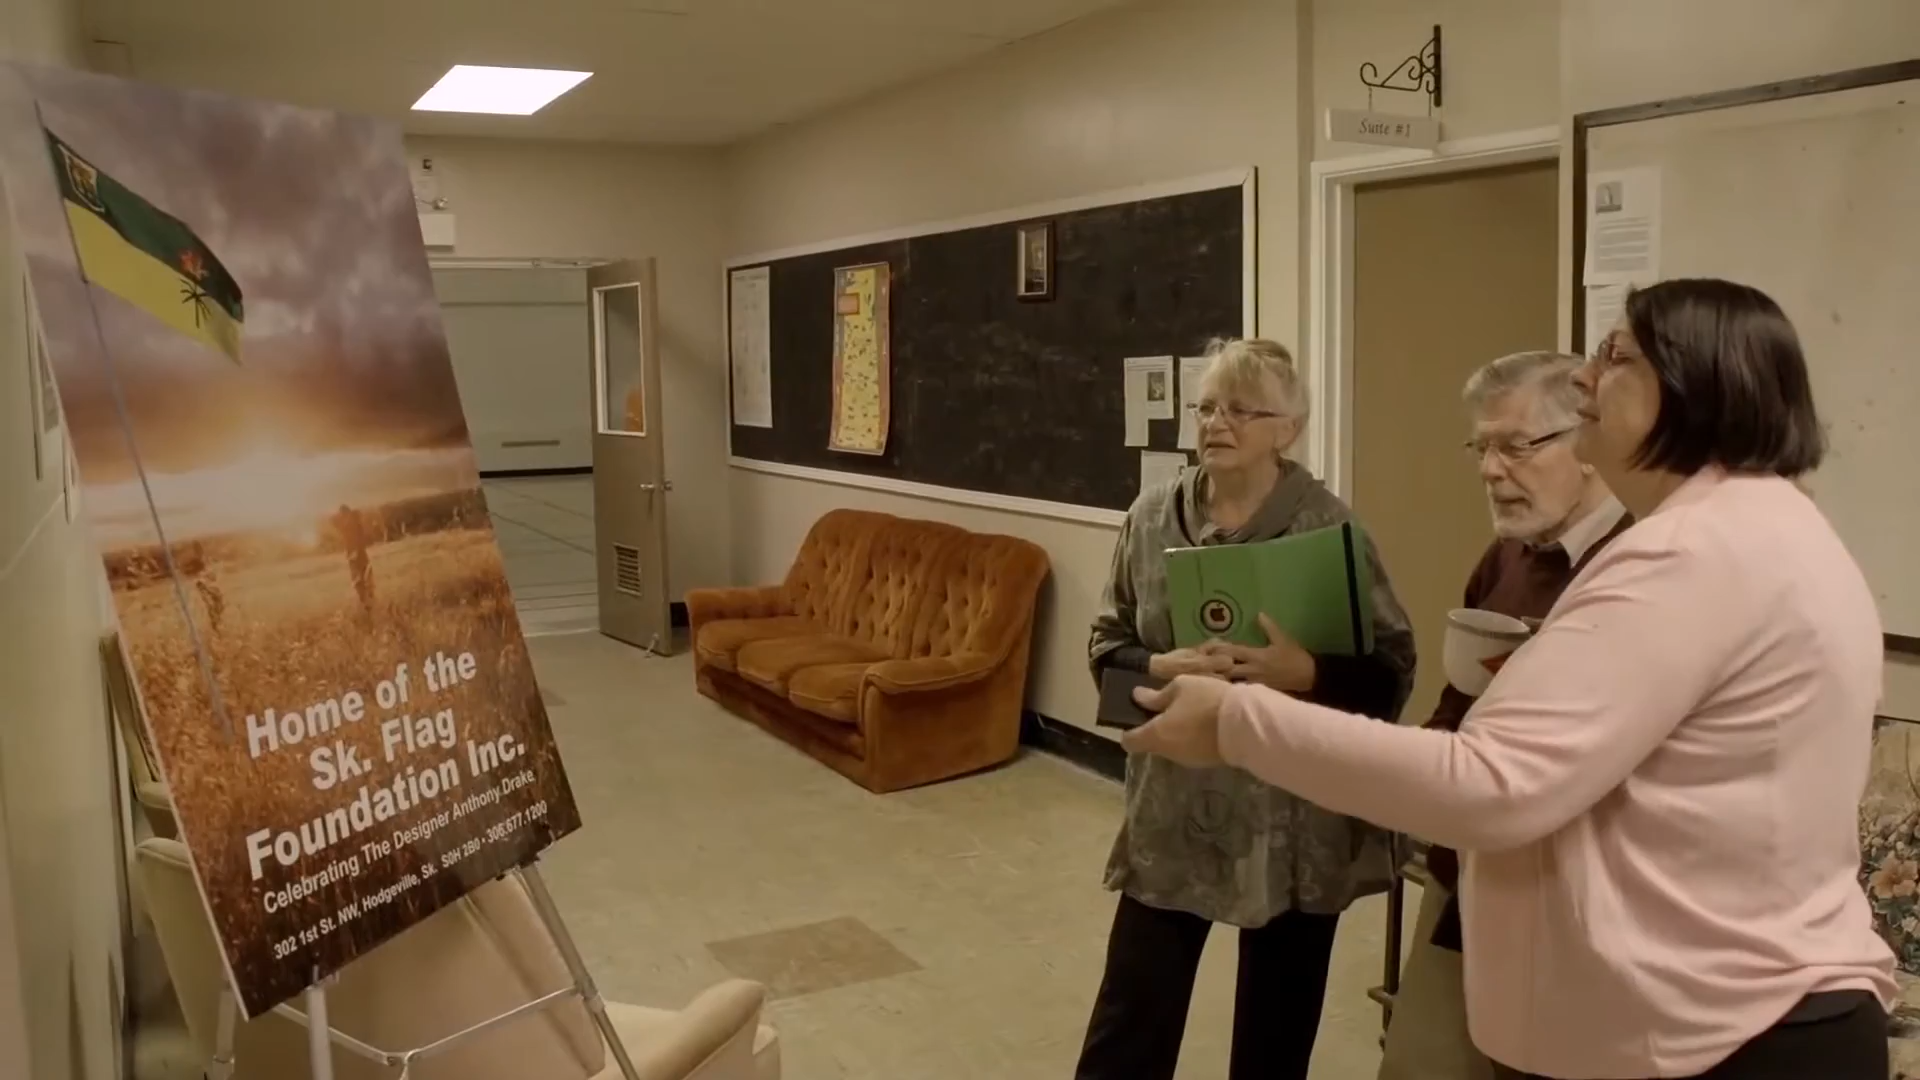 Home of the
Sk. Flag
Foundation Inc.
Celebrating The Designer Anthony Drake
302 1st St. NW, Hodgeville, Sk. S0H 2B0 • 306.677.1200
Suite #1